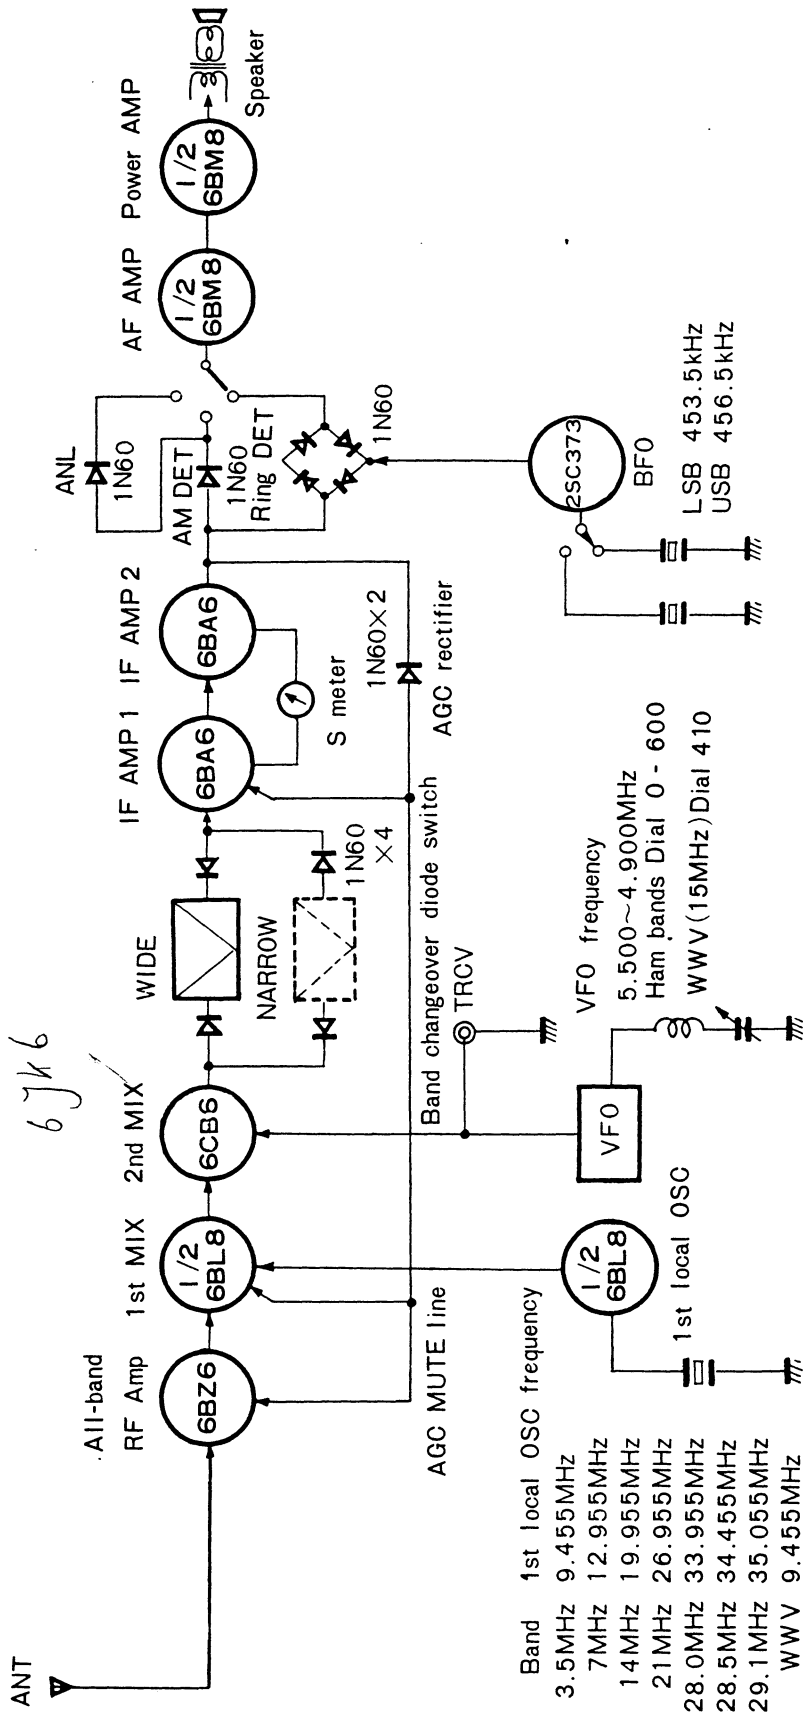 ANT
All-band
RF Amp
6BZ6
1st MIX
1/2
6BL8
2nd MIX
6CB6
6JK6
WIDE
NARROW
1N60
×4
IF AMP1
6BA6
IF AMP2
6BA6
S meter
1N60×2
AGC rectifier
ANL
1N60
AM DET
1N60
Ring DET
1N60
AF AMP
1/2
6BM8
Power AMP
1/2
6BM8
Speaker
AGC MUTE line
Band changeover diode switch
TRCV
Band 1st local OSC frequency
3.5MHz 9.455MHz
7MHz 12.955MHz
14MHz 19.955MHz
21MHz 26.955MHz
28.0MHz 33.955MHz
28.5MHz 34.455MHz
29.1MHz 35.055MHz
WWV 9.455MHz
1/2
6BL8
1st local OSC
VFO
VFO frequency
5.500~4.900MHz
Ham bands Dial 0 - 600
WWV(15MHz)Dial 410
2SC373
BFO
LSB 453.5kHz
USB 456.5kHz